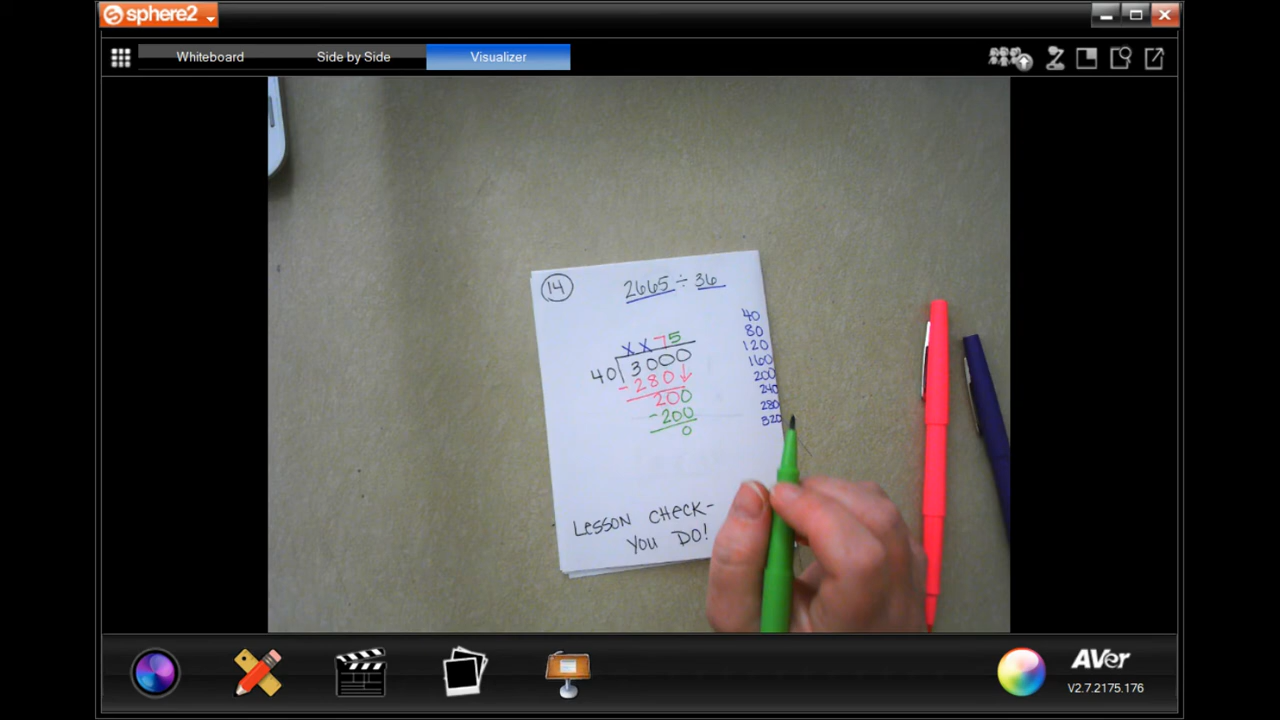 sphere2
Whiteboard Side by Side Visualizer
14 2665 ÷ 36
XX75
40 3000
- 280↓
200
- 200
0
40
80
120
160
200
240
280
320
Lesson CHecK-
You Do!
AVer
V2.7.2175.176